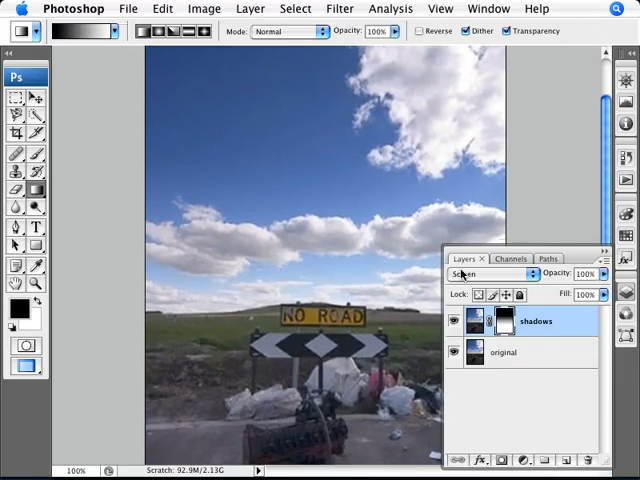 Photoshop File Edit Image Layer Select Filter Analysis View Window Help
Mode: Normal Opacity: 100% Reverse Dither Transparency
Ps
NO ROAD
Layers × Channels Paths
Screen Opacity: 100%
Lock: Fill: 100%
shadows
original
fx
100% Scratch: 92.9M/2.13G